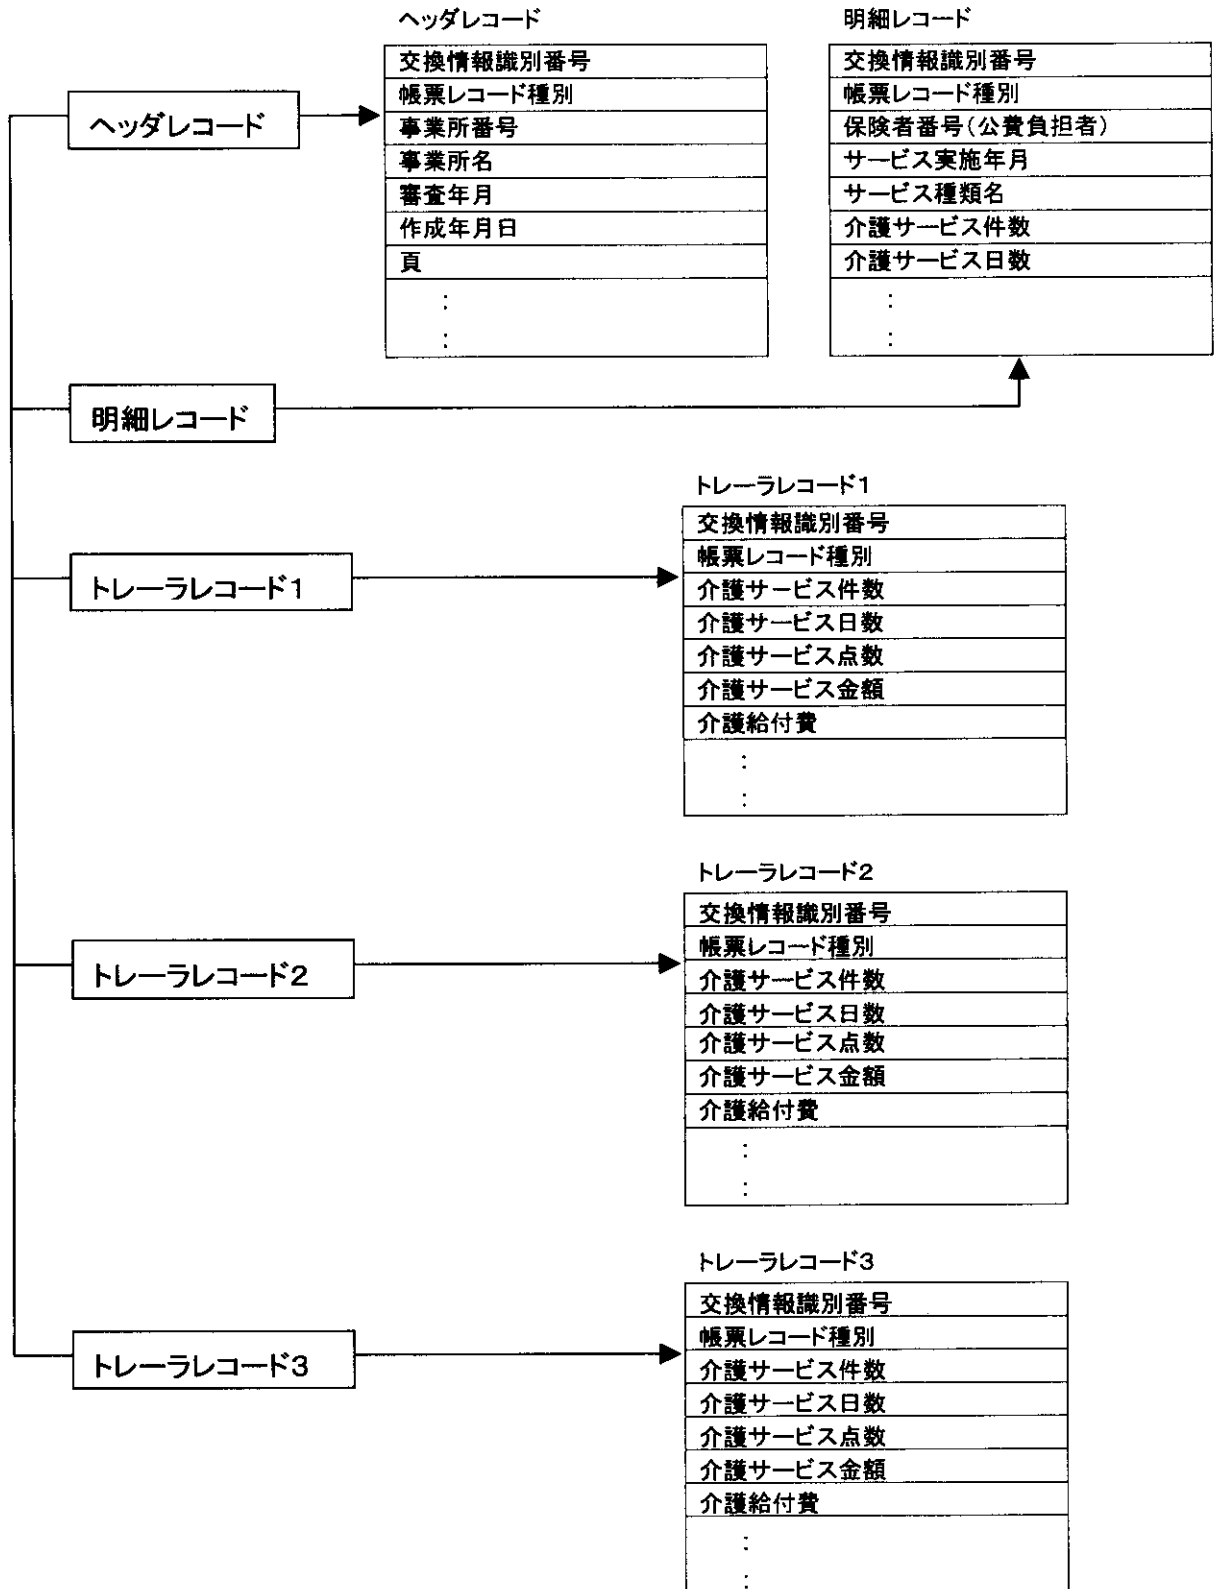 ヘッダレコード
交換情報識別番号
帳票レコード種別
事業所番号
事業所名
審査年月
作成年月日
頁
:
:
明細レコード
交換情報識別番号
帳票レコード種別
保険者番号(公費負担者)
サービス実施年月
サービス種類名
介護サービス件数
介護サービス日数
:
:
ヘッダレコード
明細レコード
トレーラレコード1
トレーラレコード1
交換情報識別番号
帳票レコード種別
介護サービス件数
介護サービス日数
介護サービス点数
介護サービス金額
介護給付費
:
:
トレーラレコード2
トレーラレコード2
交換情報識別番号
帳票レコード種別
介護サービス件数
介護サービス日数
介護サービス点数
介護サービス金額
介護給付費
:
:
トレーラレコード3
トレーラレコード3
交換情報識別番号
帳票レコード種別
介護サービス件数
介護サービス日数
介護サービス点数
介護サービス金額
介護給付費
:
: